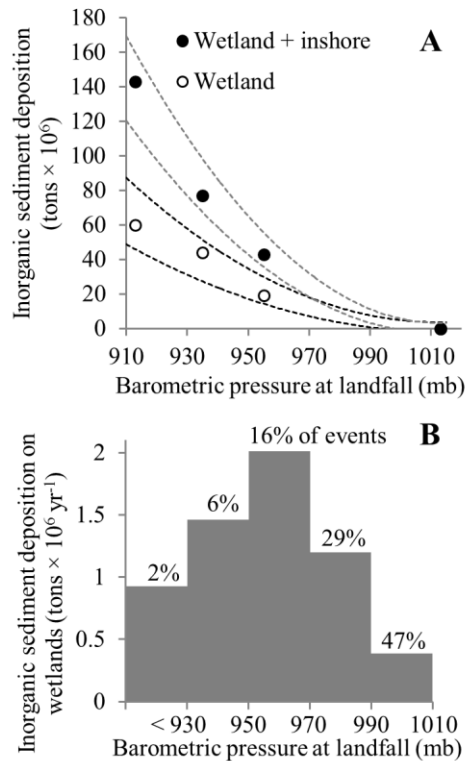 A
Wetland + inshore
Wetland
Inorganic sediment deposition
(tons × 10⁶)
180
160
140
120
100
80
60
40
20
0
910 930 950 970 990 1010
Barometric pressure at landfall (mb)
B
16% of events
6%
2%
29%
47%
Inorganic sediment deposition on
wetlands (tons × 10⁶ yr⁻¹)
2
1.5
1
0.5
0
< 930 950 970 990 1010
Barometric pressure at landfall (mb)